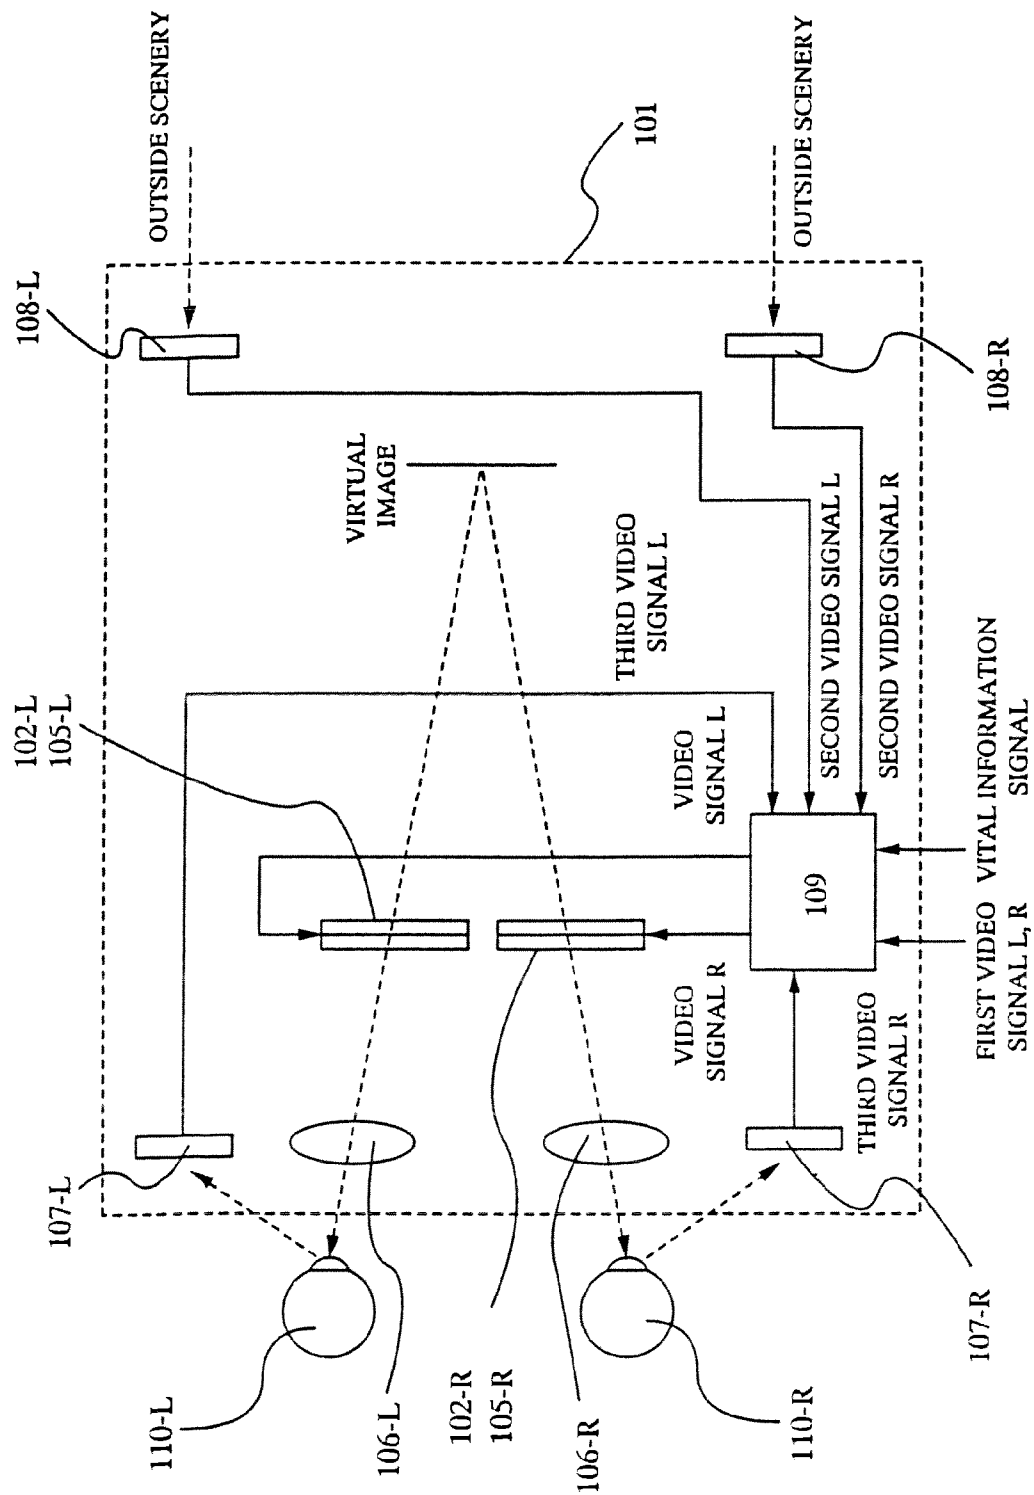 OUTSIDE SCENERY
108-L
101
OUTSIDE SCENERY
108-R
VIRTUAL
IMAGE
THIRD VIDEO
SIGNAL L
SECOND VIDEO SIGNAL L
SECOND VIDEO SIGNAL R
102-L
105-L
VIDEO
SIGNAL L
109
VITAL INFORMATION
SIGNAL
VIDEO
SIGNAL R
FIRST VIDEO
SIGNAL L, R
THIRD VIDEO
SIGNAL R
107-L
110-L
106-L
102-R
105-R
106-R
110-R
107-R